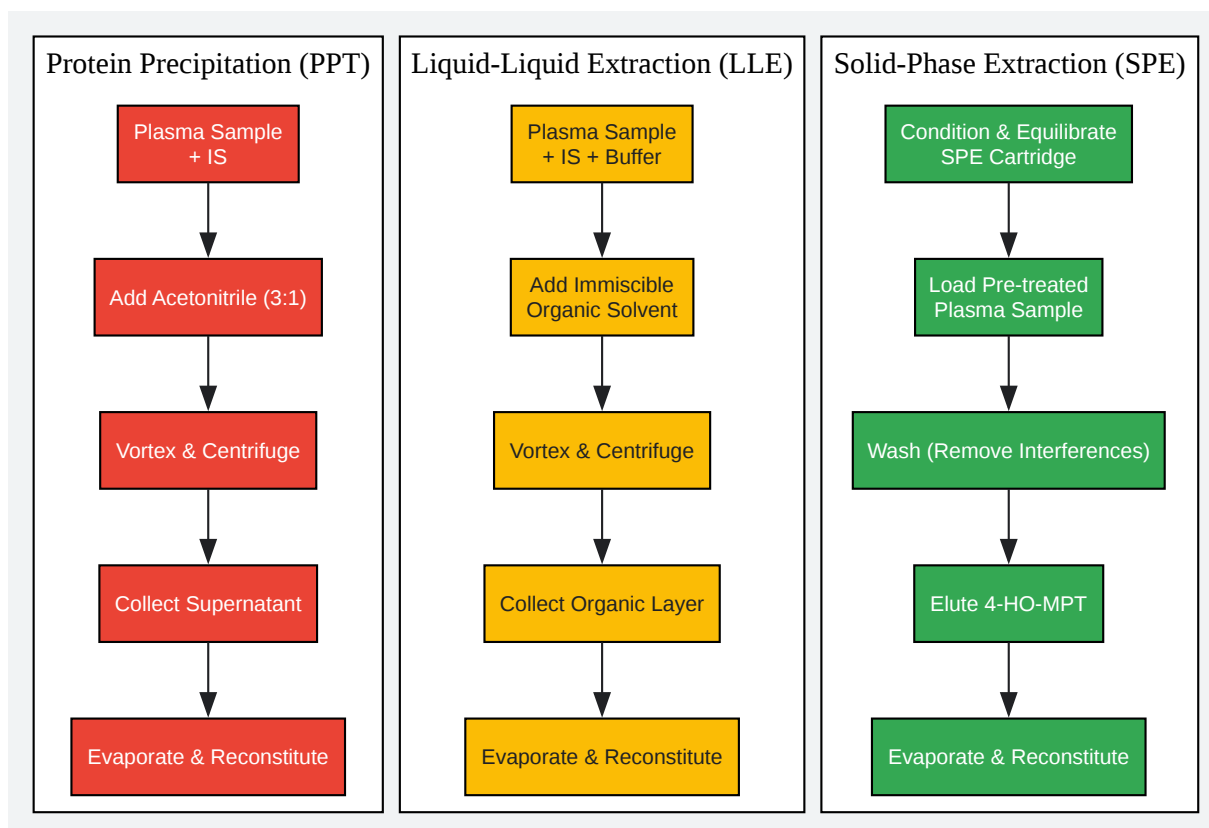 Protein Precipitation (PPT)
Plasma Sample
+ IS
Add Acetonitrile (3:1)
Vortex & Centrifuge
Collect Supernatant
Evaporate & Reconstitute
Liquid-Liquid Extraction (LLE)
Plasma Sample
+ IS + Buffer
Add Immiscible
Organic Solvent
Vortex & Centrifuge
Collect Organic Layer
Evaporate & Reconstitute
Solid-Phase Extraction (SPE)
Condition & Equilibrate
SPE Cartridge
Load Pre-treated
Plasma Sample
Wash (Remove Interferences)
Elute 4-HO-MPT
Evaporate & Reconstitute